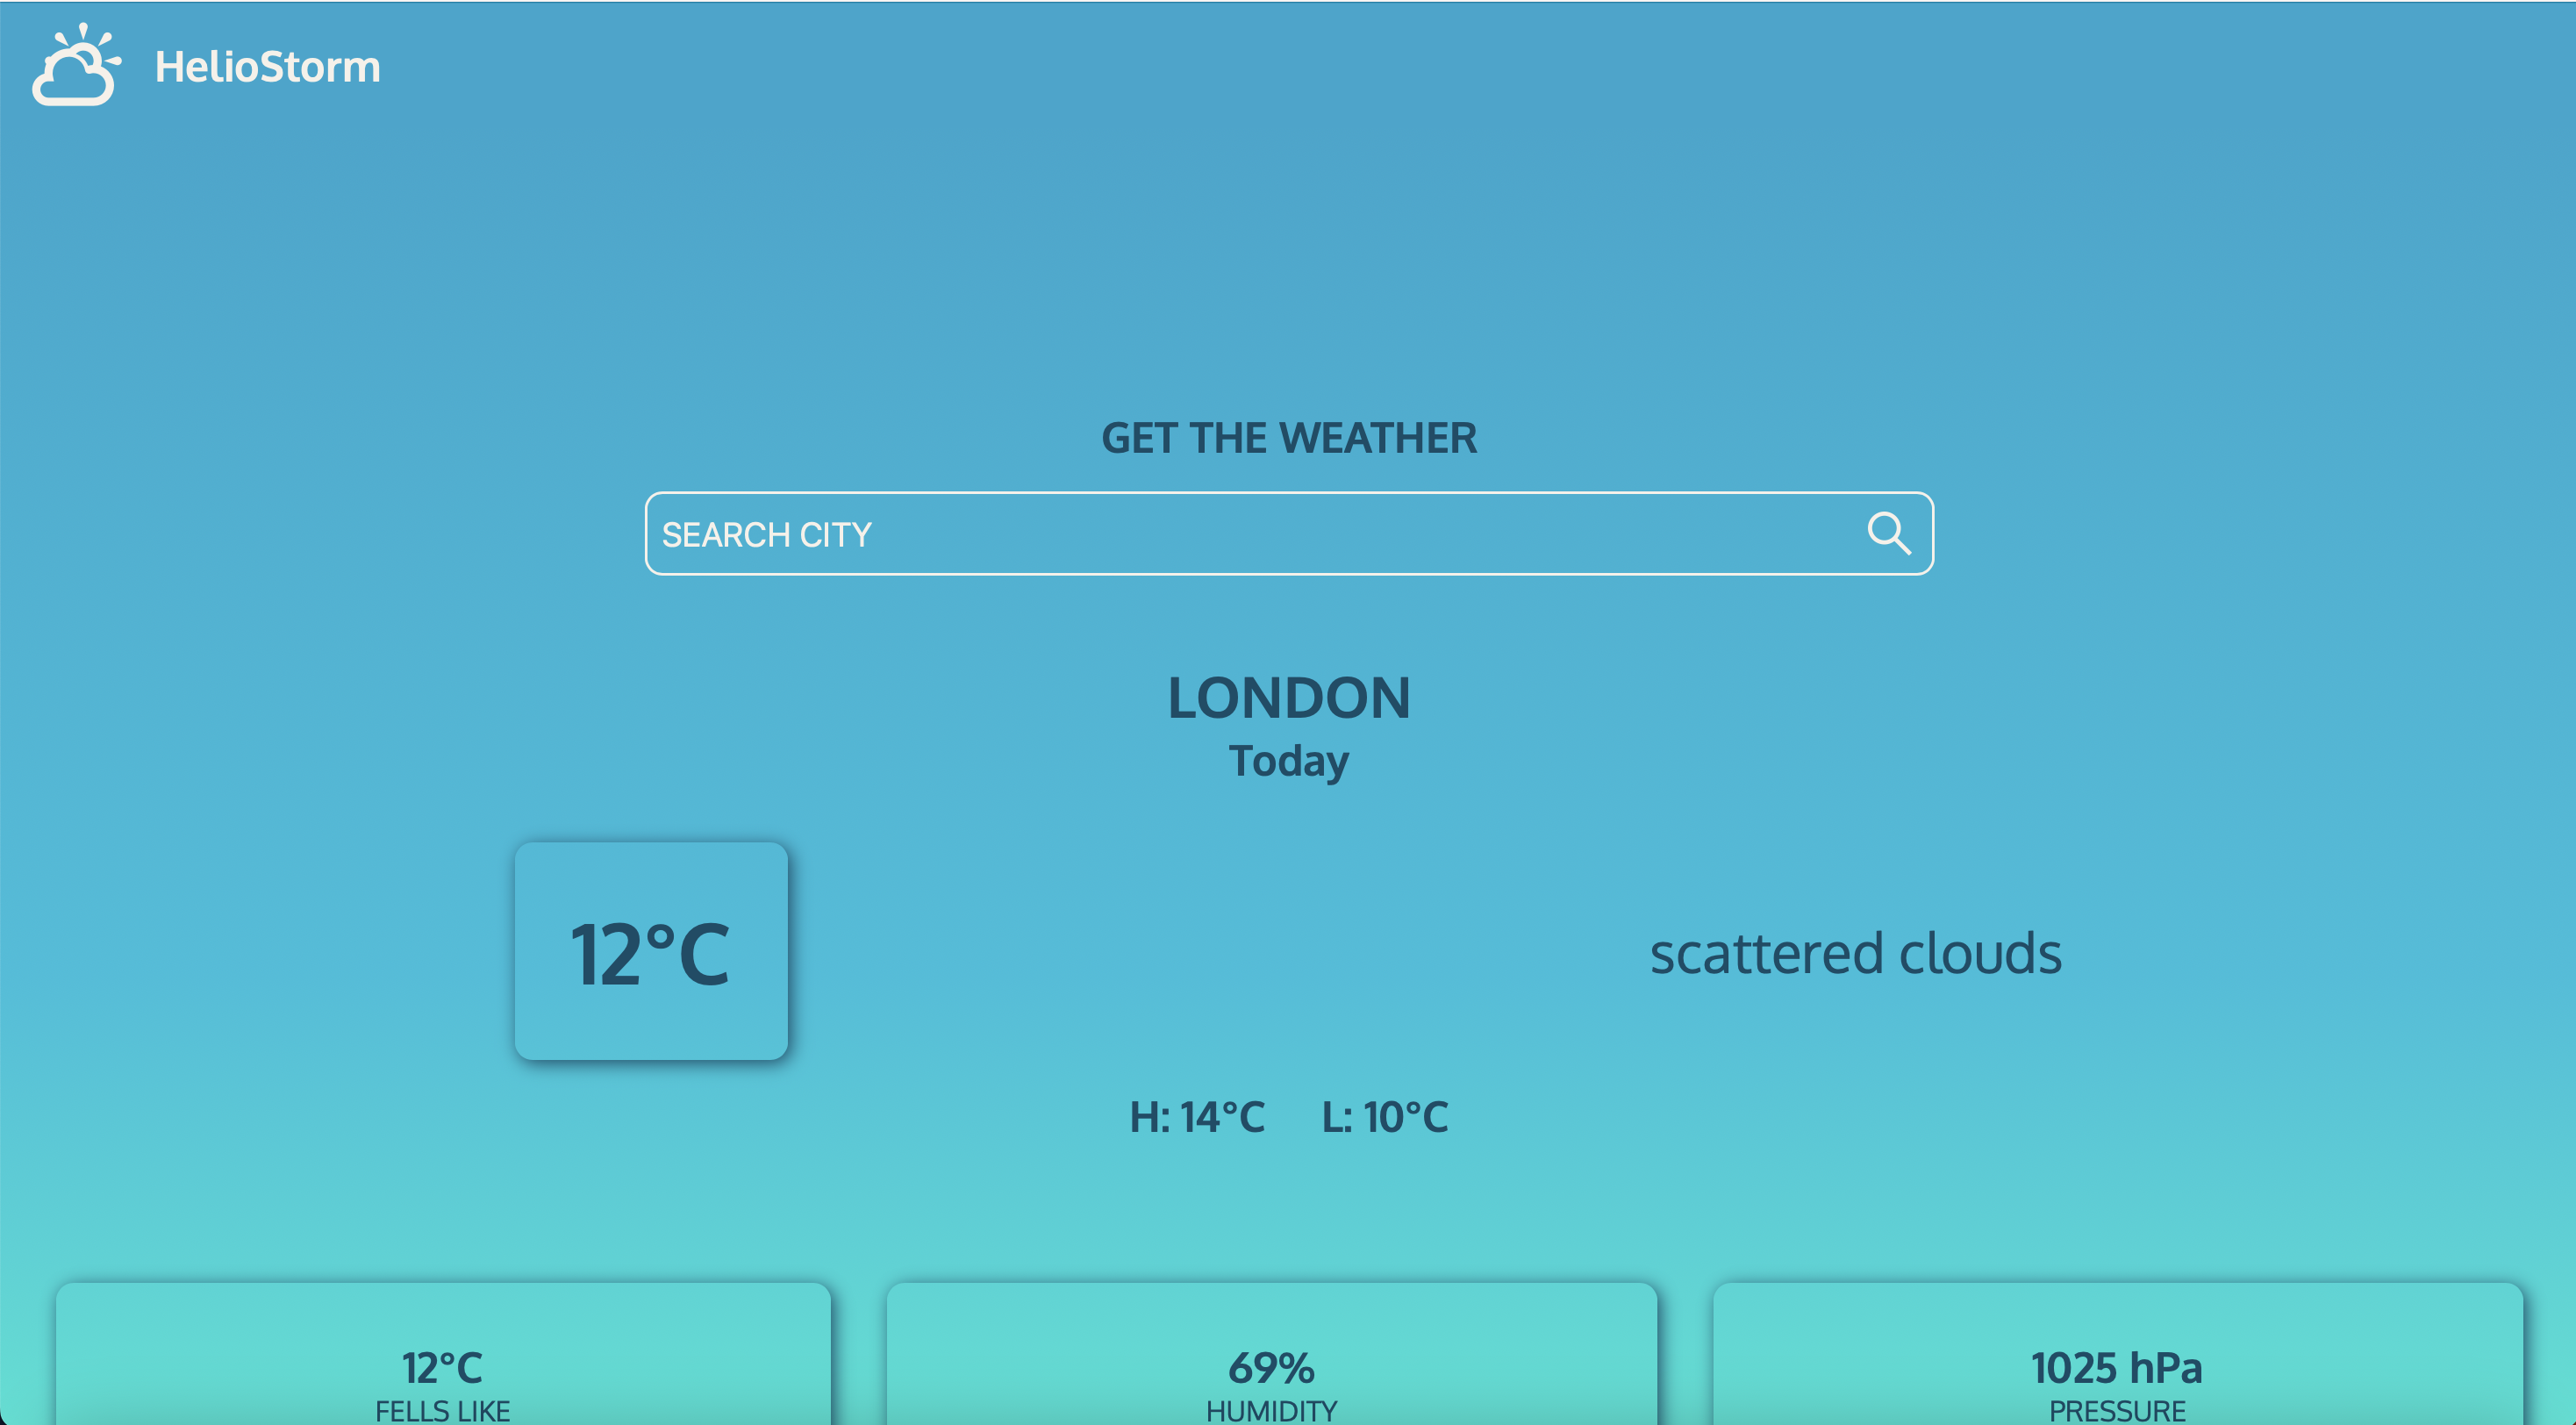 HelioStorm
GET THE WEATHER
SEARCH CITY
LONDON
Today
12°C
scattered clouds
H: 14°C L: 10°C
12°C
FELLS LIKE
69%
HUMIDITY
1025 hPa
PRESSURE